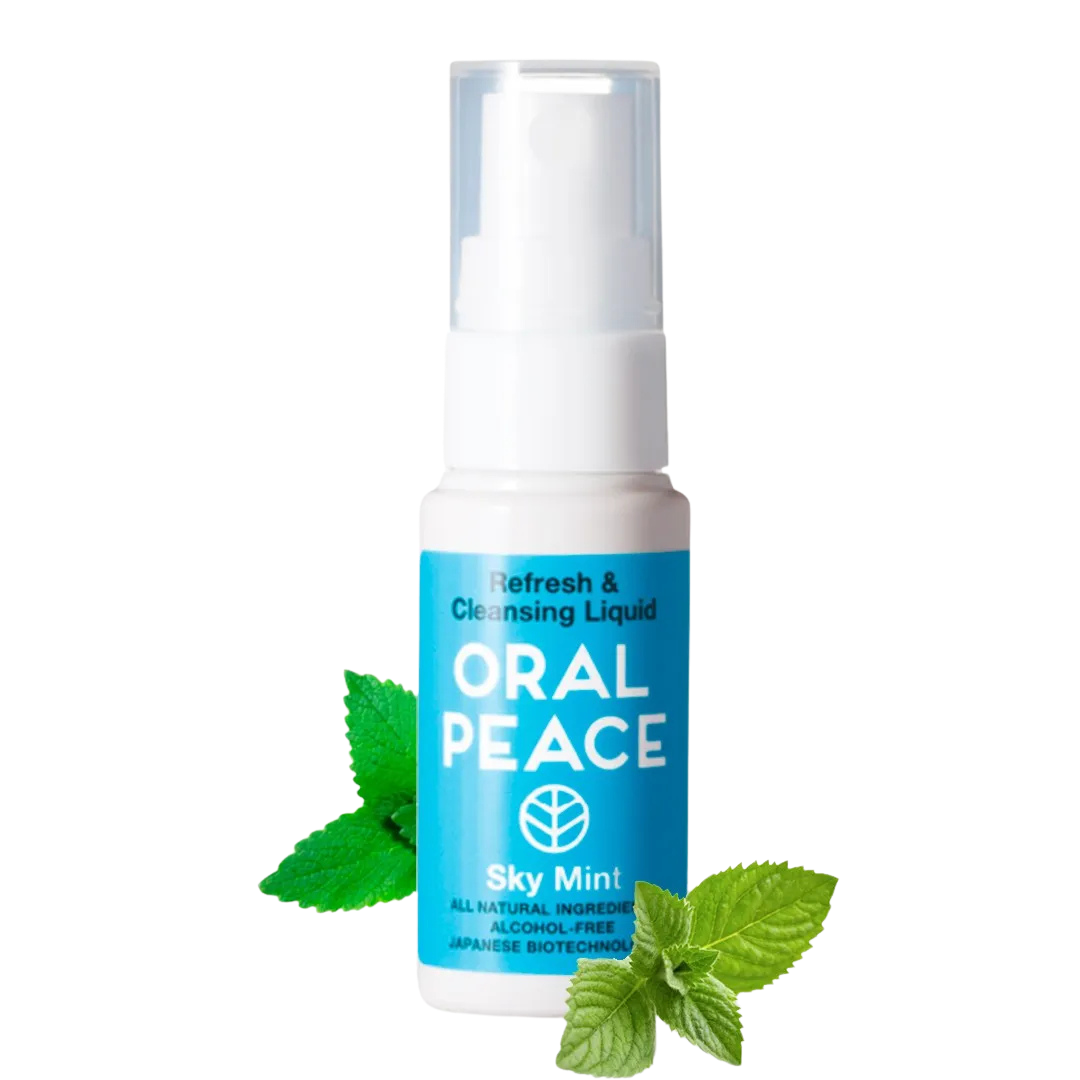 Refresh &
Cleansing Liquid
ORAL
PEACE
Sky Mint
ALL NATURAL
ALCOHOL-FREE
JAPANESE